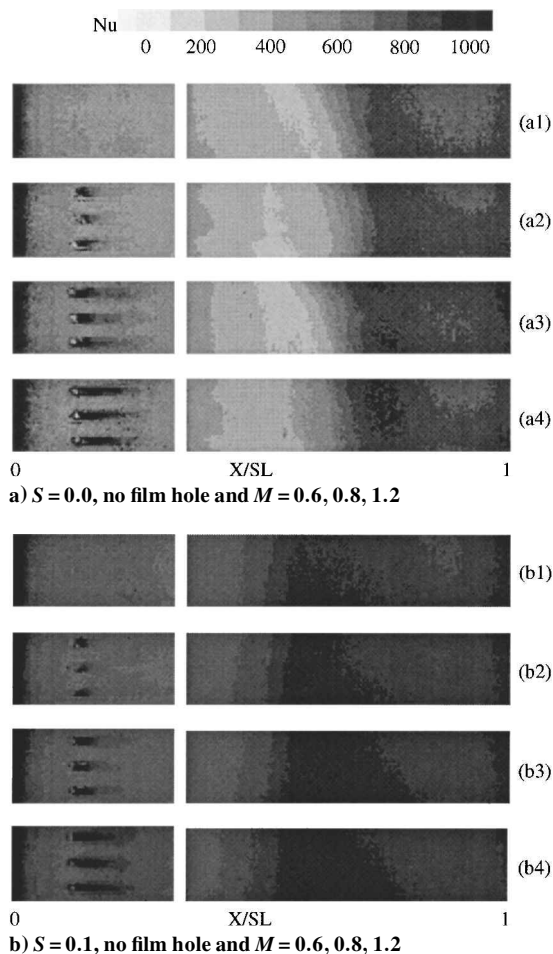 Nu
0 200 400 600 800 1000
(a1)
(a2)
(a3)
(a4)
0 X/SL 1
a) S = 0.0, no film hole and M = 0.6, 0.8, 1.2
(b1)
(b2)
(b3)
(b4)
0 X/SL 1
b) S = 0.1, no film hole and M = 0.6, 0.8, 1.2